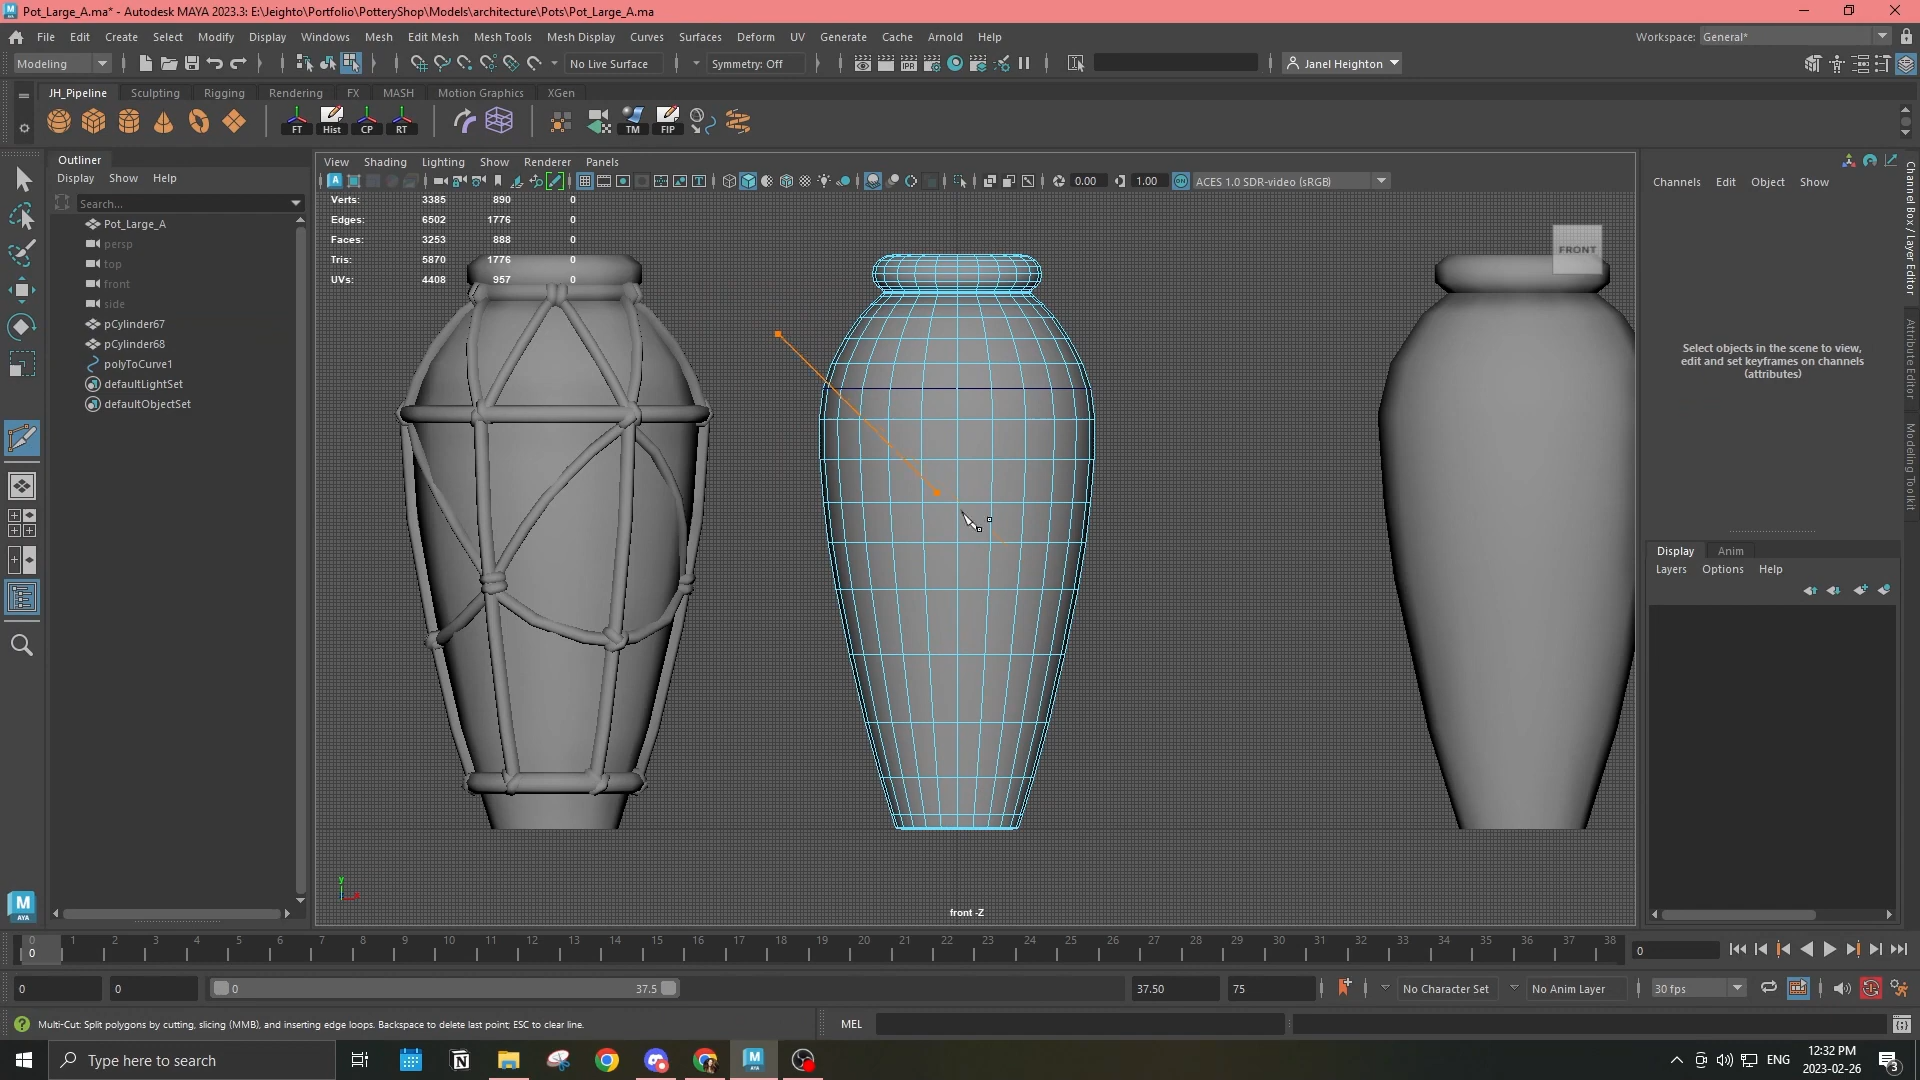 Pot_Large_A.ma* - Autodesk MAYA 2023.3: E:\Jeighto\Portfolio\PotteryShop\Models\architecture\Pots\Pot_Large_A.ma
File Edit Create Select Modify Display Windows Mesh Edit Mesh Mesh Tools Mesh Display Curves Surfaces Deform UV Generate Cache Arnold Help
Workspace: General*
Modeling
No Live Surface
Symmetry: Off
Janel Heighton
JH_Pipeline Sculpting Rigging Rendering FX MASH Motion Graphics XGen
FT Hist CP RT TM FIP
Outliner
Display Show Help
Search...
Pot_Large_A
persp
top
front
side
pCylinder67
pCylinder68
polyToCurve1
defaultLightSet
defaultObjectSet
View Shading Lighting Show Renderer Panels
0.00 1.00 ACES 1.0 SDR-video (sRGB)
Verts: 3385 890 0
Edges: 6502 1776 0
Faces: 3253 888 0
Tris: 5870 1776 0
UVs: 4408 957 0
FRONT
y
front -Z
Channels Edit Object Show
Select objects in the scene to view,
edit and set keyframes on channels
(attributes)
Channel Box / Layer Editor
Attribute Editor
Modeling Toolkit
Display Anim
Layers Options Help
0 1 2 3 4 5 6 7 8 9 10 11 12 13 14 15 16 17 18 19 20 21 22 23 24 25 26 27 28 29 30 31 32 33 34 35 36 37 38
0
0
0 0 0 37.5 37.50 75 No Character Set No Anim Layer 30 fps
Multi-Cut: Split polygons by cutting, slicing (MMB), and inserting edge loops. Backspace to delete last point; ESC to clear line.
MEL
M
AYA
Type here to search
ENG
12:32 PM
2023-02-26
3